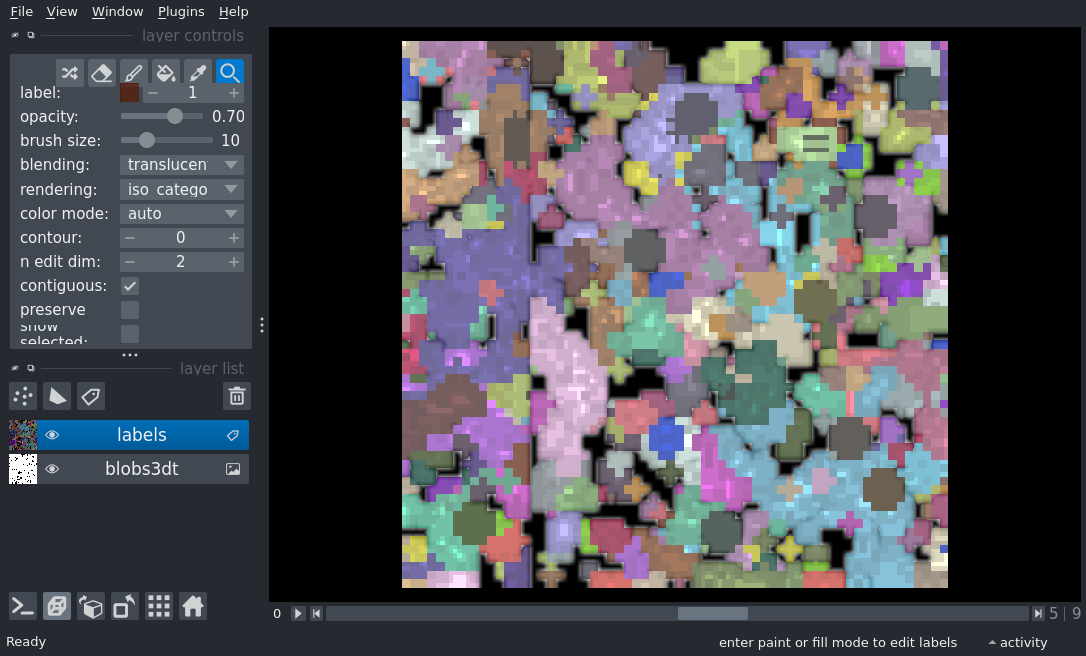 File View Window Plugins Help
layer controls
label: 1
opacity: 0.70
brush size: 10
blending: translucen
rendering: iso catego
color mode: auto
contour: 0
n edit dim: 2
contiguous:
preserve
show
selected:
layer list
labels
blobs3dt
0 5 | 9
Ready enter paint or fill mode to edit labels activity